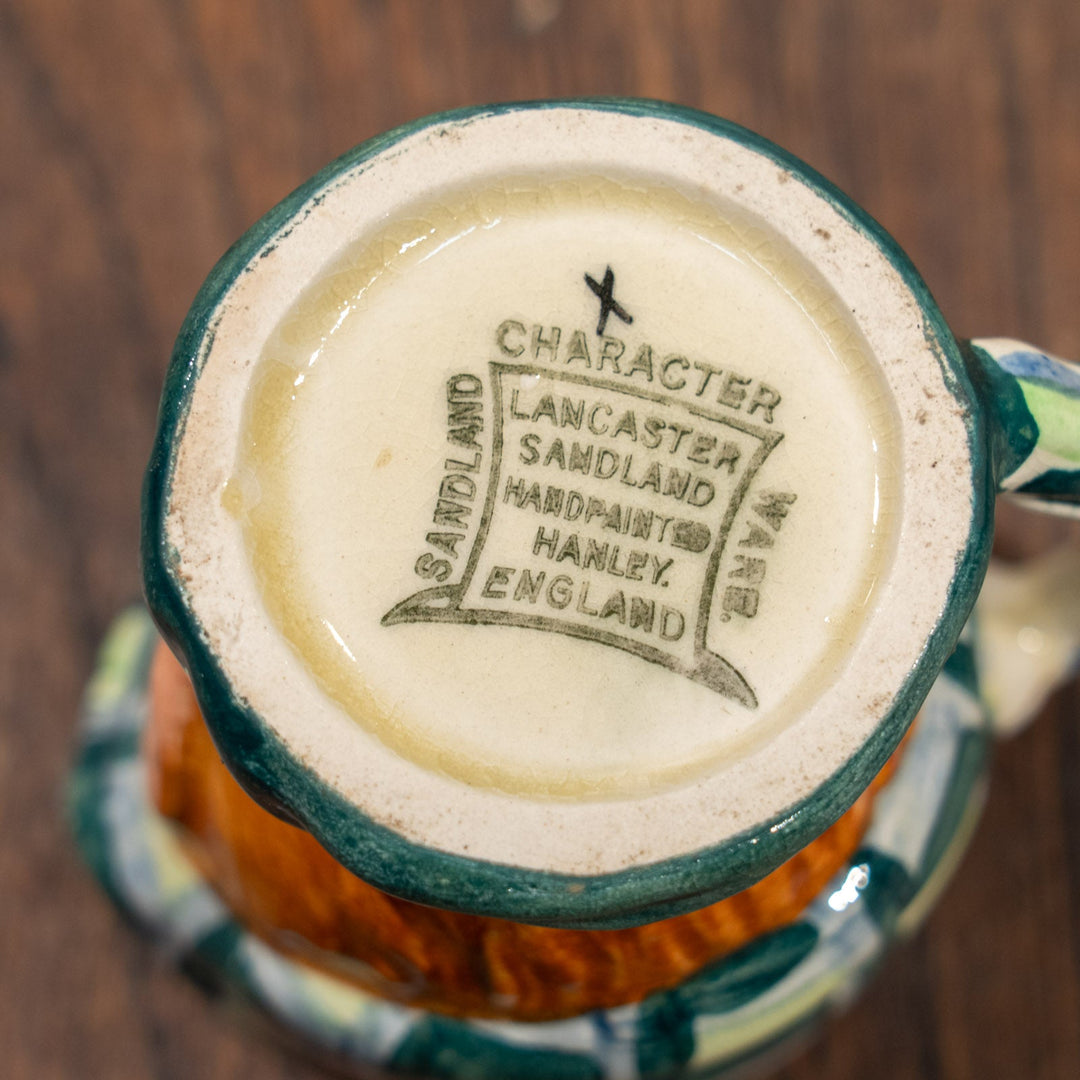 X
SANDLAND
CHARACTER
WARE.
LANCASTER
SANDLAND
HANDPAINTED
HANLEY.
ENGLAND